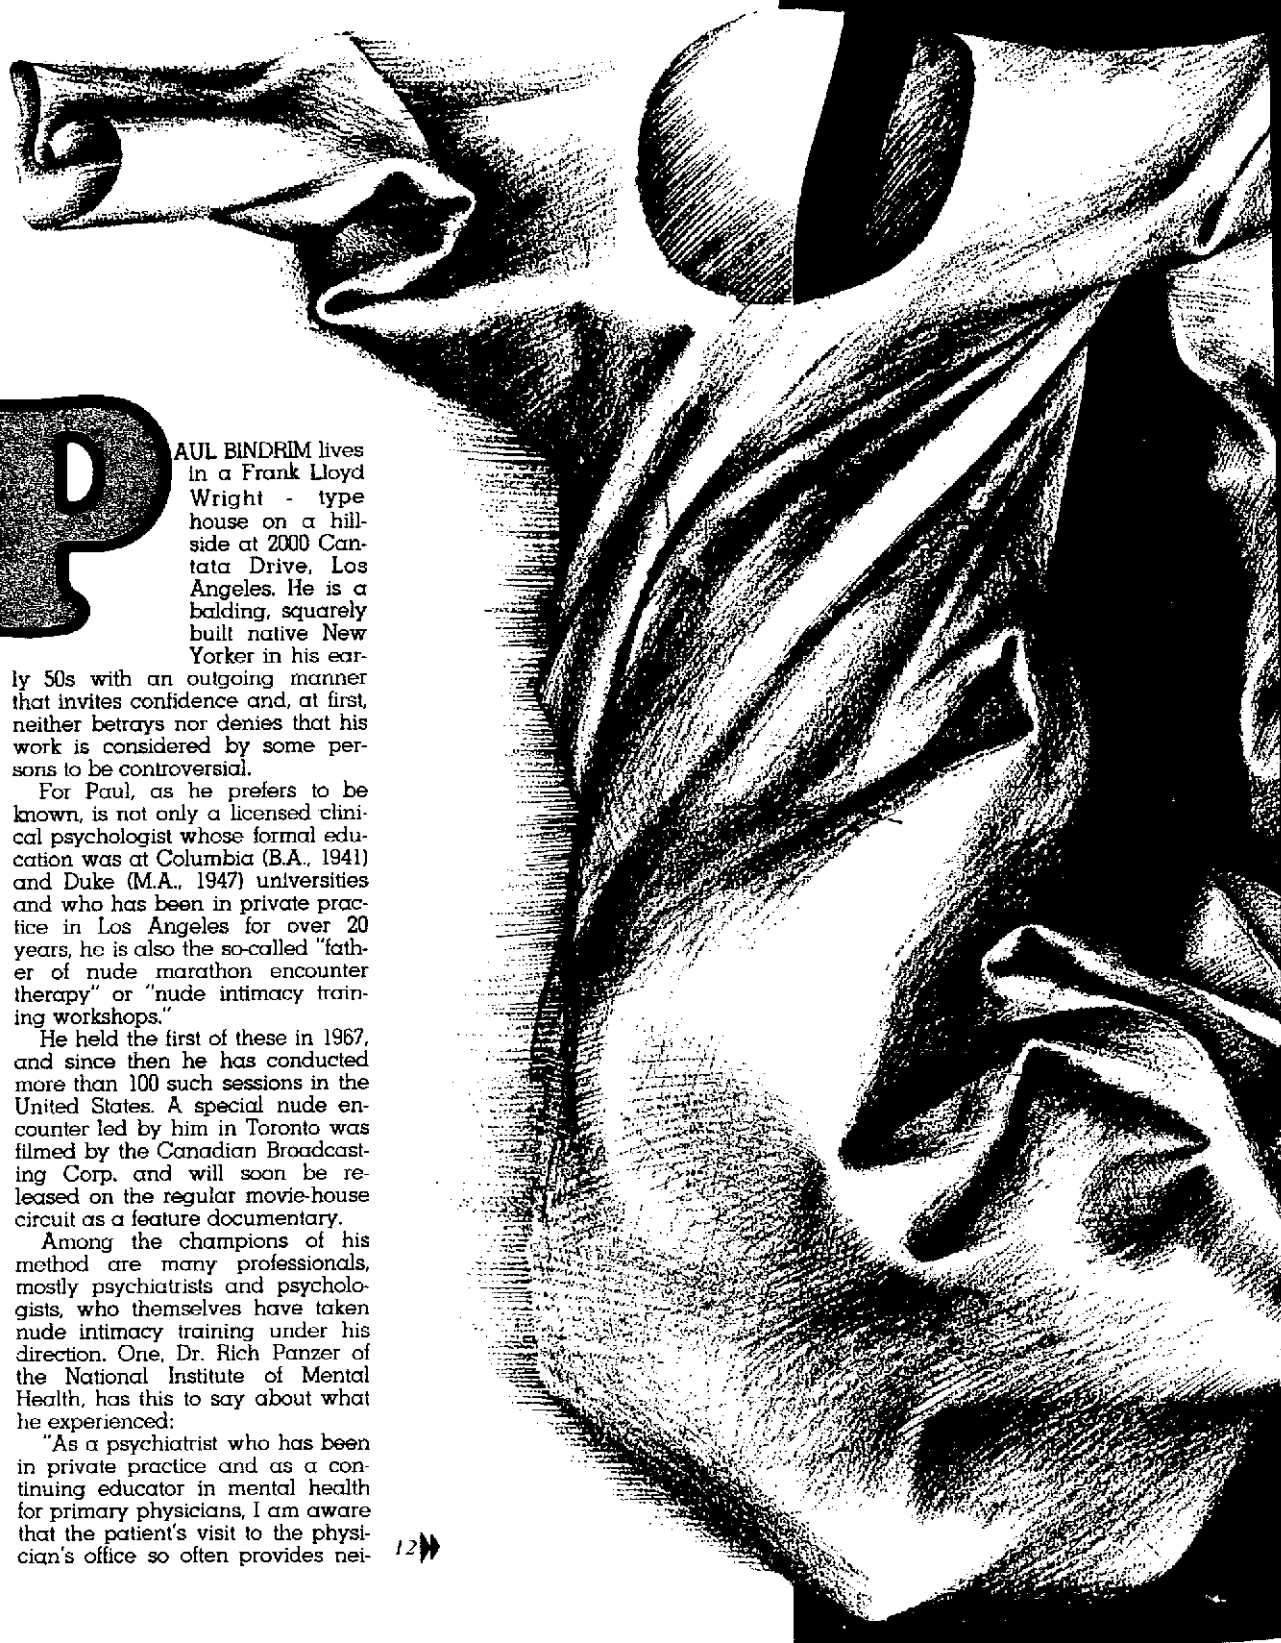 PAUL BINDRIM lives
in a Frank Lloyd
Wright - type
house on a hill-
side at 2000 Can-
tata Drive, Los
Angeles. He is a
balding, squarely
built native New
Yorker in his ear-
ly 50s with an outgoing manner
that invites confidence and, at first,
neither betrays nor denies that his
work is considered by some per-
sons to be controversial.
For Paul, as he prefers to be
known, is not only a licensed clini-
cal psychologist whose formal edu-
cation was at Columbia (B.A., 1941)
and Duke (M.A., 1947) universities
and who has been in private prac-
tice in Los Angeles for over 20
years, he is also the so-called "fath-
er of nude marathon encounter
therapy" or "nude intimacy train-
ing workshops."
He held the first of these in 1967,
and since then he has conducted
more than 100 such sessions in the
United States. A special nude en-
counter led by him in Toronto was
filmed by the Canadian Broadcast-
ing Corp. and will soon be re-
leased on the regular movie-house
circuit as a feature documentary.
Among the champions of his
method are many professionals,
mostly psychiatrists and psycholo-
gists, who themselves have taken
nude intimacy training under his
direction. One, Dr. Rich Panzer of
the National Institute of Mental
Health, has this to say about what
he experienced:
"As a psychiatrist who has been
in private practice and as a con-
tinuing educator in mental health
for primary physicians, I am aware
that the patient's visit to the physi-
cian's office so often provides nei-
12